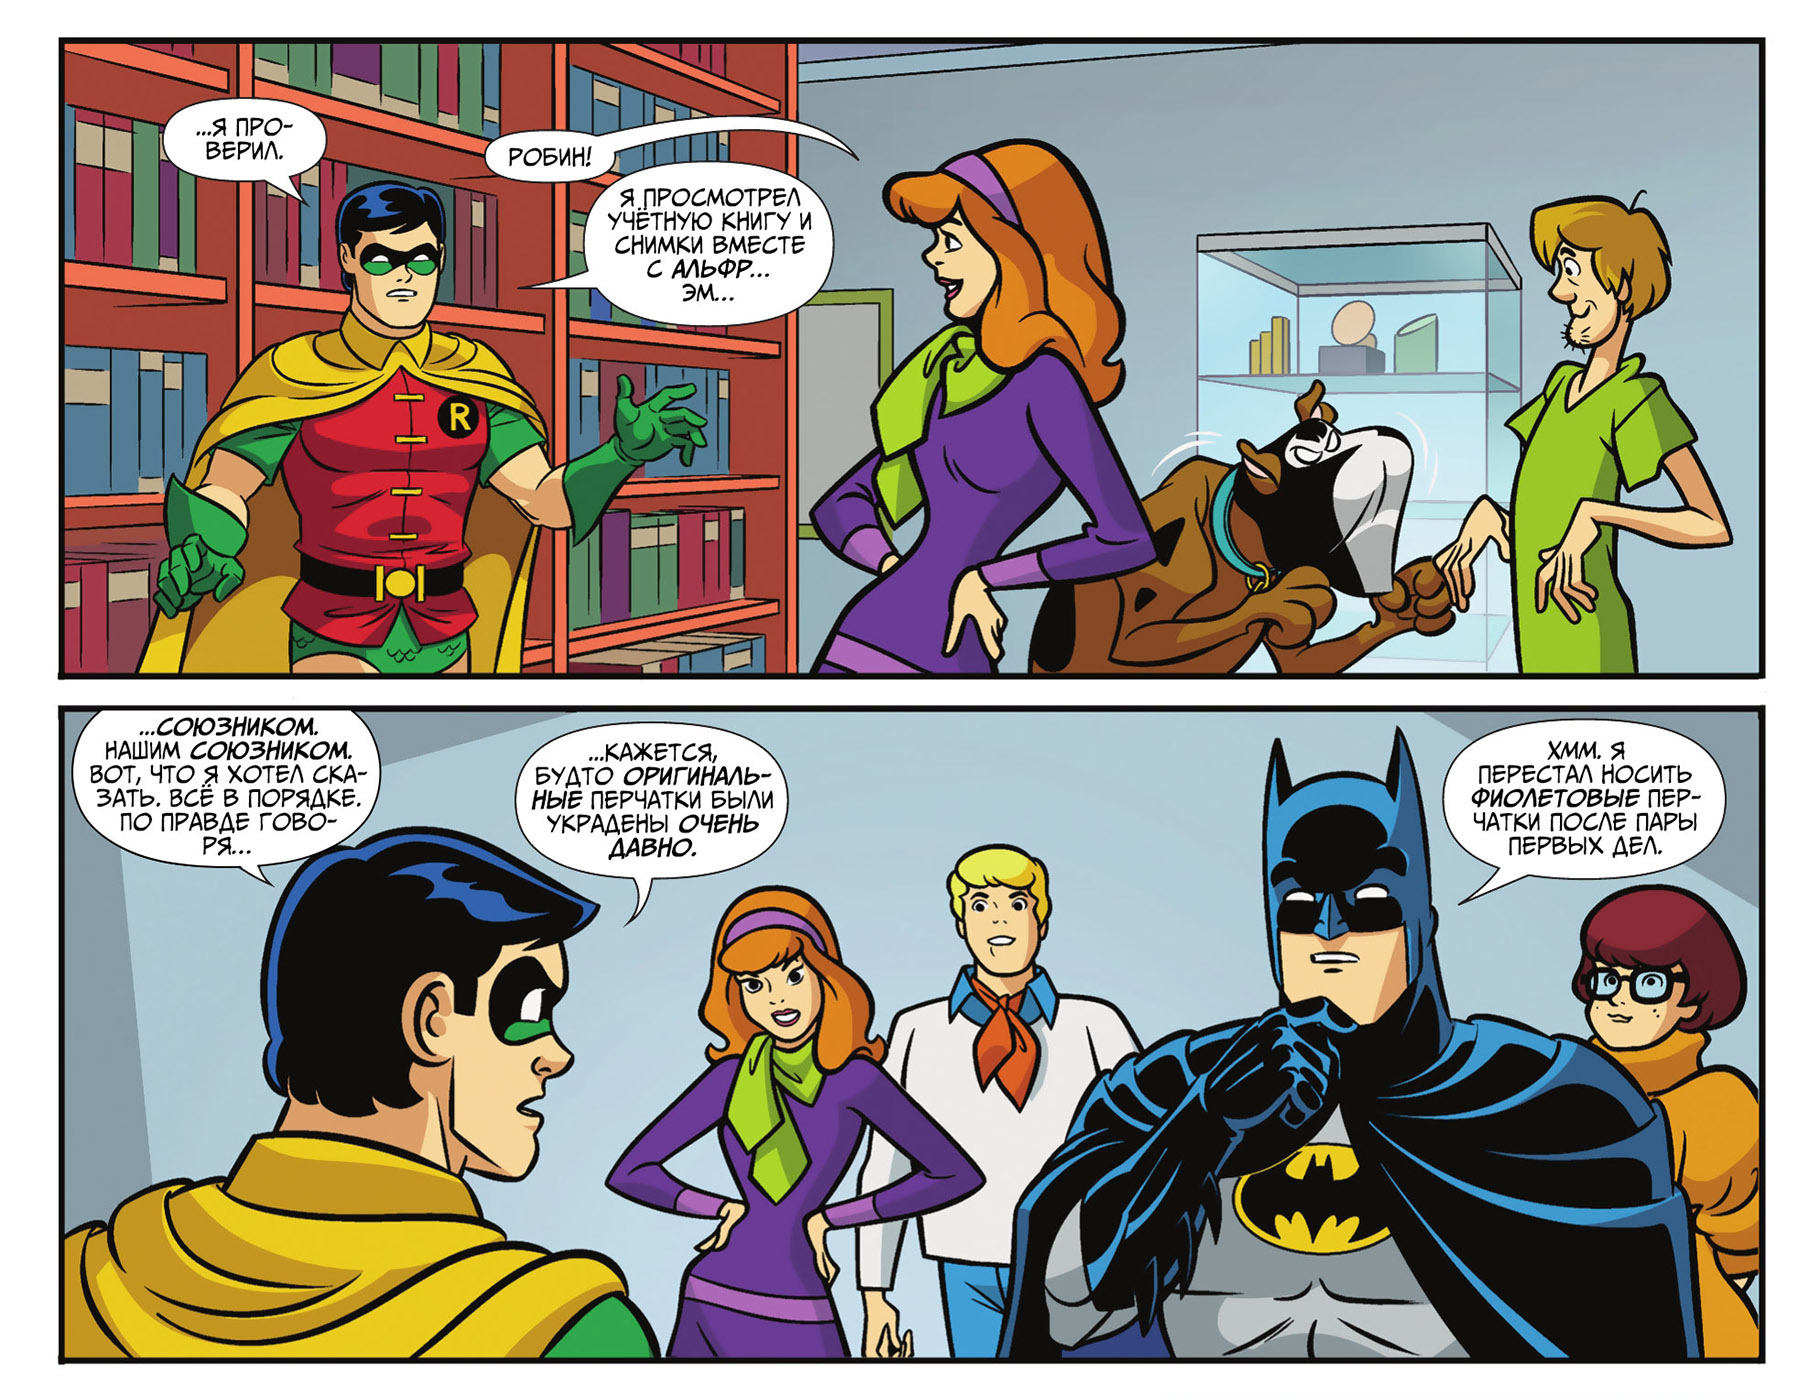 ...Я ПРО-
ВЕРИЛ.
РОБИН!
Я ПРОСМОТРЕЛ
УЧЁТНУЮ КНИГУ И
СНИМКИ ВМЕСТЕ
С АЛЬФР...
ЭМ...
R
...СОЮЗНИКОМ.
НАШИМ СОЮЗНИКОМ.
ВОТ, ЧТО Я ХОТЕЛ СКА-
ЗАТЬ. ВСЁ В ПОРЯДКЕ.
ПО ПРАВДЕ ГОВО-
РЯ...
...КАЖЕТСЯ,
БУДТО ОРИГИНАЛЬ-
НЫЕ ПЕРЧАТКИ БЫЛИ
УКРАДЕНЫ ОЧЕНЬ
ДАВНО.
ХММ. Я
ПЕРЕСТАЛ НОСИТЬ
ФИОЛЕТОВЫЕ ПЕР-
ЧАТКИ ПОСЛЕ ПАРЫ
ПЕРВЫХ ДЕЛ.